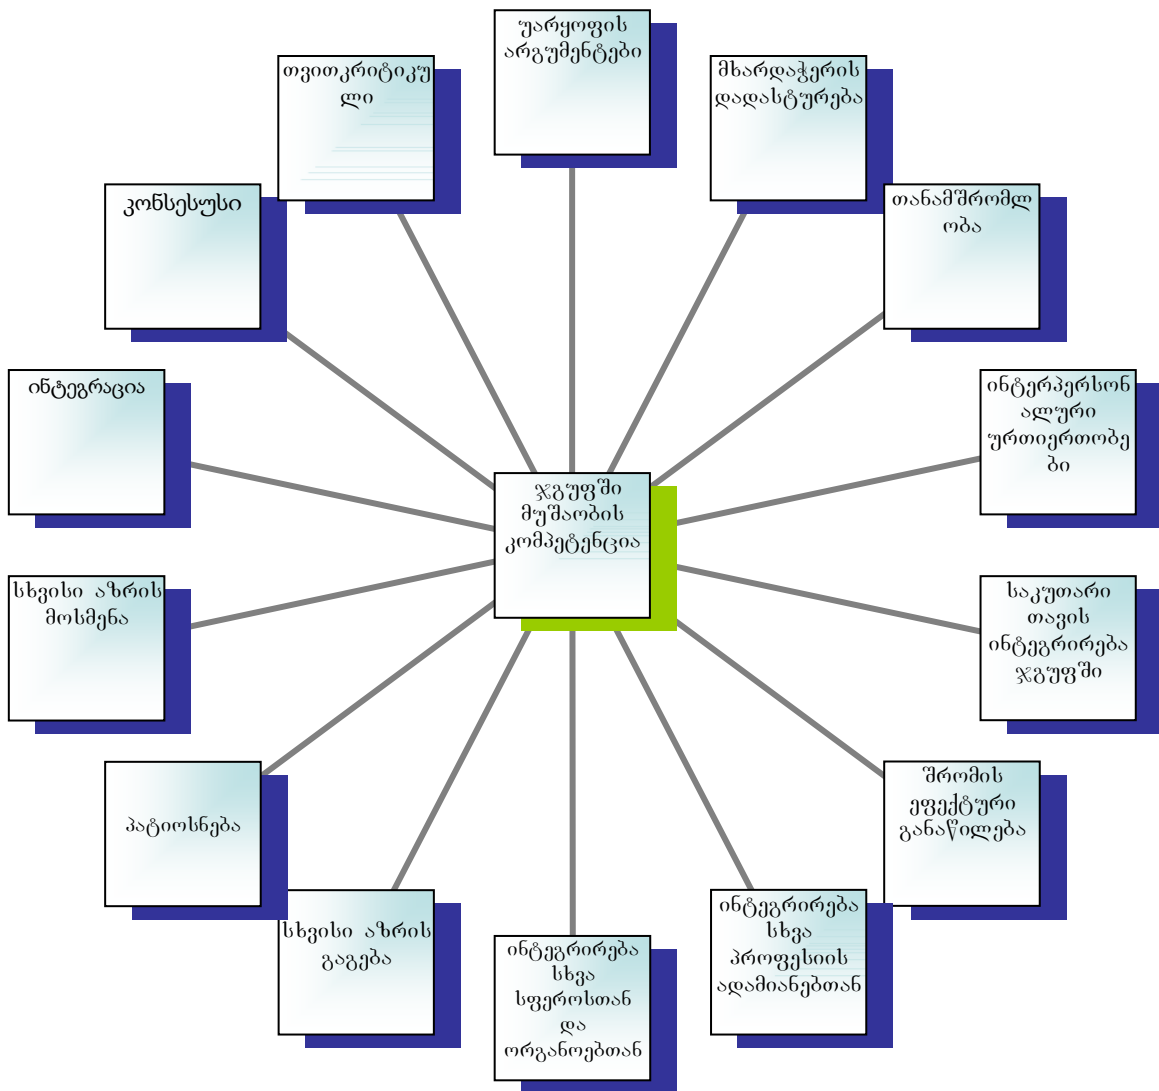 უარყოფის
არგუმენტები
მხარდაჭერის
დადასტურება
თანამშრომლ
ობა
ინტერპერსონ
ალური
ურთიერთობე
ბი
საკუთარი
თავის
ინტეგრირება
ჯგუფში
შრომის
ეფექტური
განაწილება
ინტეგრირება
სხვა
პროფესიის
ადამიანებთან
ინტეგრირება
სხვა
სფეროსთან
და
ორგანოებთან
სხვისი აზრის
გაგება
პატიოსნება
სხვისი აზრის
მოსმენა
ინტეგრაცია
კონსესუსი
თვითკრიტიკუ
ლი
ჯგუფში
მუშაობის
კომპეტენცია